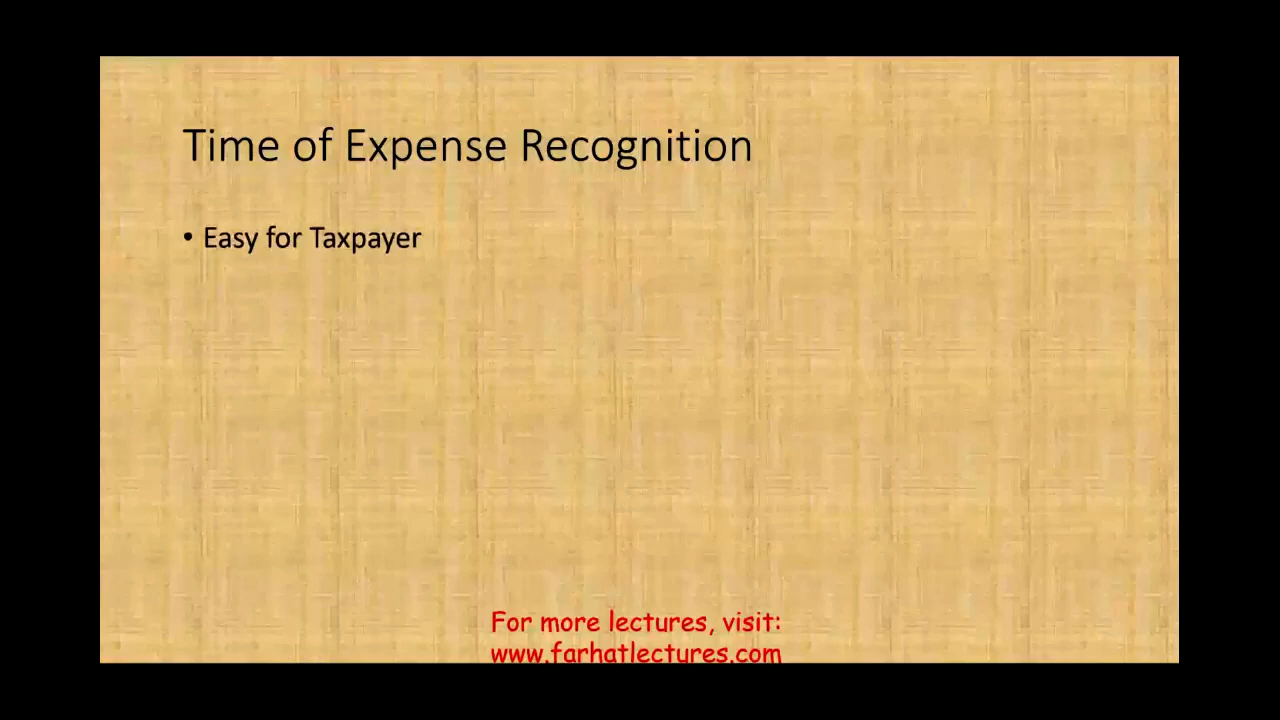 Time of Expense Recognition
• Easy for Taxpayer
For more lectures, visit:
www.farhatlectures.com